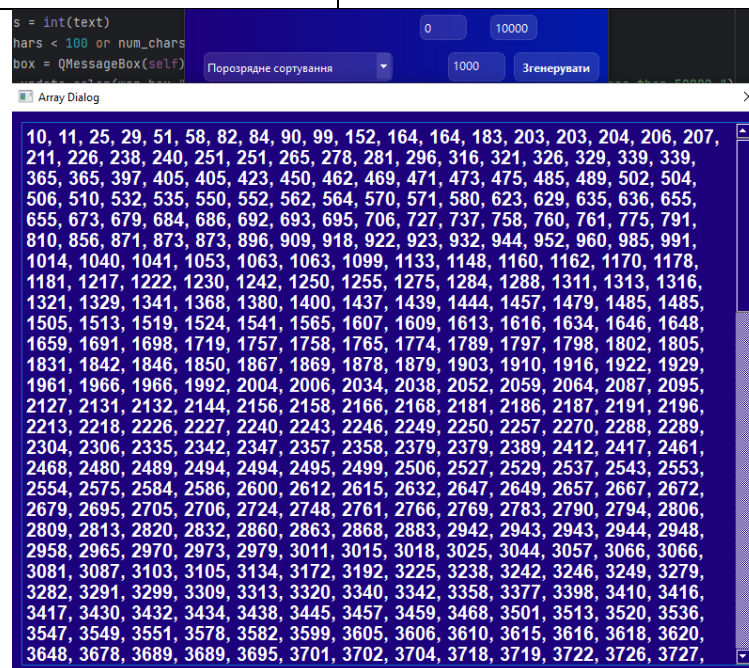 s = int(text)
0
10000
hars < 100 or num_chars
box = QMessageBox(self)
Порозрядне сортування
1000
Згенерувати
Array Dialog
10, 11, 25, 29, 51, 58, 82, 84, 90, 99, 152, 164, 164, 183, 203, 203, 204, 206, 207,
211, 226, 238, 240, 251, 251, 265, 278, 281, 296, 316, 321, 326, 329, 339, 339,
365, 365, 397, 405, 405, 423, 450, 462, 469, 471, 473, 475, 485, 489, 502, 504,
506, 510, 532, 535, 550, 552, 562, 564, 570, 571, 580, 623, 629, 635, 636, 655,
655, 673, 679, 684, 686, 692, 693, 695, 706, 727, 737, 758, 760, 761, 775, 791,
810, 856, 871, 873, 873, 896, 909, 918, 922, 923, 932, 944, 952, 960, 985, 991,
1014, 1040, 1041, 1053, 1063, 1063, 1099, 1133, 1148, 1160, 1162, 1170, 1178,
1181, 1217, 1222, 1230, 1242, 1250, 1255, 1275, 1284, 1288, 1311, 1313, 1316,
1321, 1329, 1341, 1368, 1380, 1400, 1437, 1439, 1444, 1457, 1479, 1485, 1485,
1505, 1513, 1519, 1524, 1541, 1565, 1607, 1609, 1613, 1616, 1634, 1646, 1648,
1659, 1691, 1698, 1719, 1757, 1758, 1765, 1774, 1789, 1797, 1798, 1802, 1805,
1831, 1842, 1846, 1850, 1867, 1869, 1878, 1879, 1903, 1910, 1916, 1922, 1929,
1961, 1966, 1966, 1992, 2004, 2006, 2034, 2038, 2052, 2059, 2064, 2087, 2095,
2127, 2131, 2132, 2144, 2156, 2158, 2166, 2168, 2181, 2186, 2187, 2191, 2196,
2213, 2218, 2226, 2227, 2240, 2243, 2246, 2249, 2250, 2257, 2270, 2288, 2289,
2304, 2306, 2335, 2342, 2347, 2357, 2358, 2379, 2379, 2389, 2412, 2417, 2461,
2468, 2480, 2489, 2494, 2494, 2495, 2499, 2506, 2527, 2529, 2537, 2543, 2553,
2554, 2575, 2584, 2586, 2600, 2612, 2615, 2632, 2647, 2649, 2657, 2667, 2672,
2679, 2695, 2705, 2706, 2724, 2748, 2761, 2766, 2769, 2783, 2790, 2794, 2806,
2809, 2813, 2820, 2832, 2860, 2863, 2868, 2883, 2942, 2943, 2943, 2944, 2948,
2958, 2965, 2970, 2973, 2979, 3011, 3015, 3018, 3025, 3044, 3057, 3066, 3066,
3081, 3087, 3103, 3105, 3134, 3172, 3192, 3225, 3238, 3242, 3246, 3249, 3279,
3282, 3291, 3299, 3309, 3313, 3320, 3340, 3342, 3358, 3377, 3398, 3410, 3416,
3417, 3430, 3432, 3434, 3438, 3445, 3457, 3459, 3468, 3501, 3513, 3520, 3536,
3547, 3549, 3551, 3578, 3582, 3599, 3605, 3606, 3610, 3615, 3616, 3618, 3620,
3648, 3678, 3689, 3689, 3695, 3701, 3702, 3704, 3718, 3719, 3722, 3726, 3727,